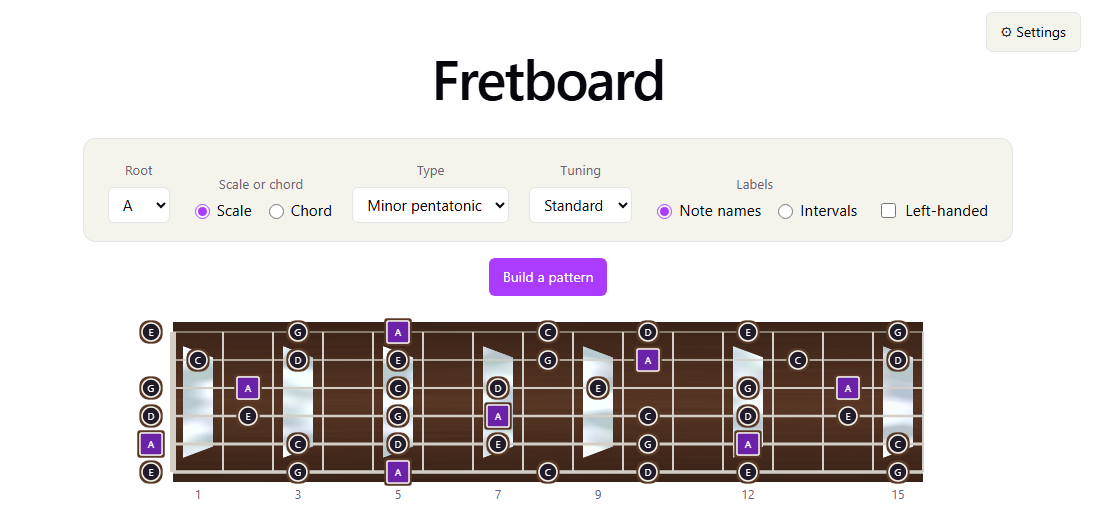 ⚙ Settings
Fretboard
Root
Scale or chord
Type
Tuning
Labels
A
Scale
Chord
Minor pentatonic
Standard
Note names
Intervals
Left-handed
Build a pattern
E G A C D E G
C D E G A C D
G A C D E G A
D E G A C D E
A C D E G A C
E G A C D E G
1 3 5 7 9 12 15